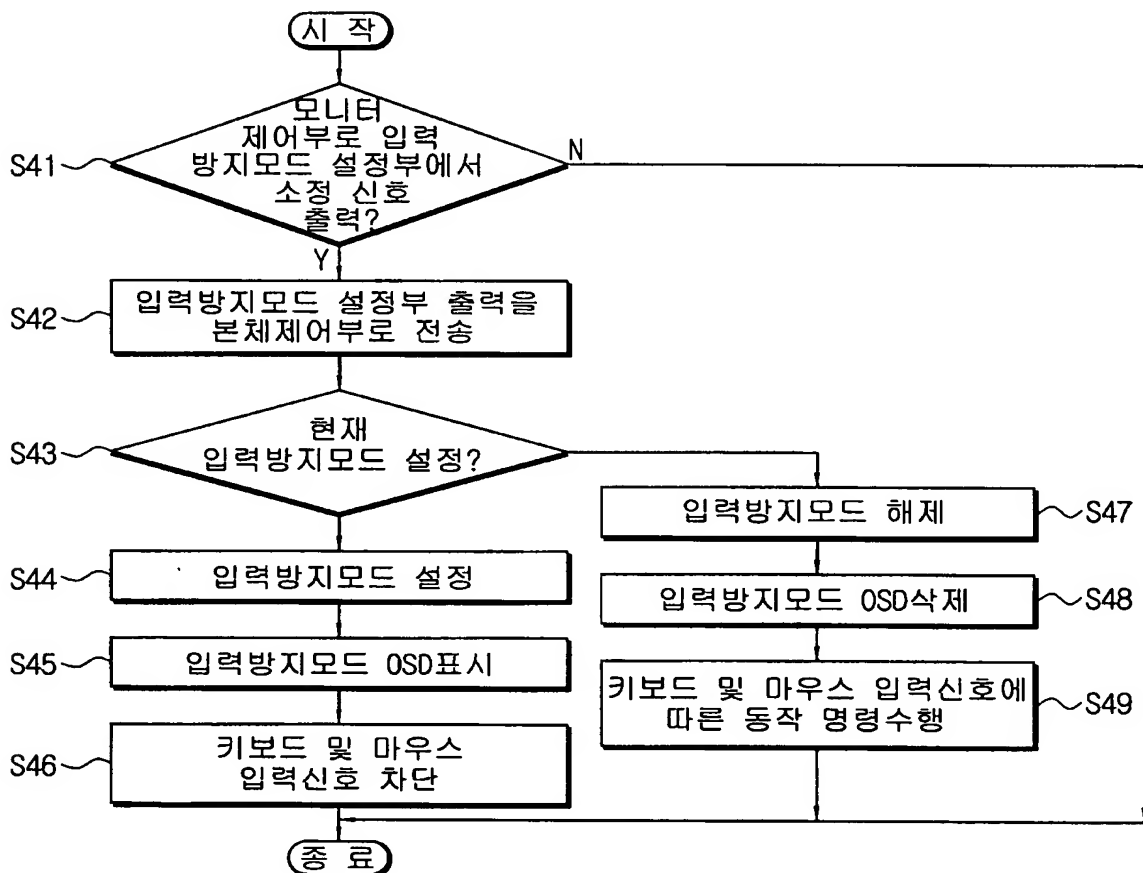 시 작
모니터
제어부로 입력
방지모드 설정부에서
소정 신호
출력?
S41
N
Y
입력방지모드 설정부 출력을
본체제어부로 전송
S42
현재
입력방지모드 설정?
S43
입력방지모드 해제
S47
S44
입력방지모드 설정
입력방지모드 OSD삭제
S48
S45
입력방지모드 OSD표시
키보드 및 마우스 입력신호에
따른 동작 명령수행
S49
S46
키보드 및 마우스
입력신호 차단
종 료